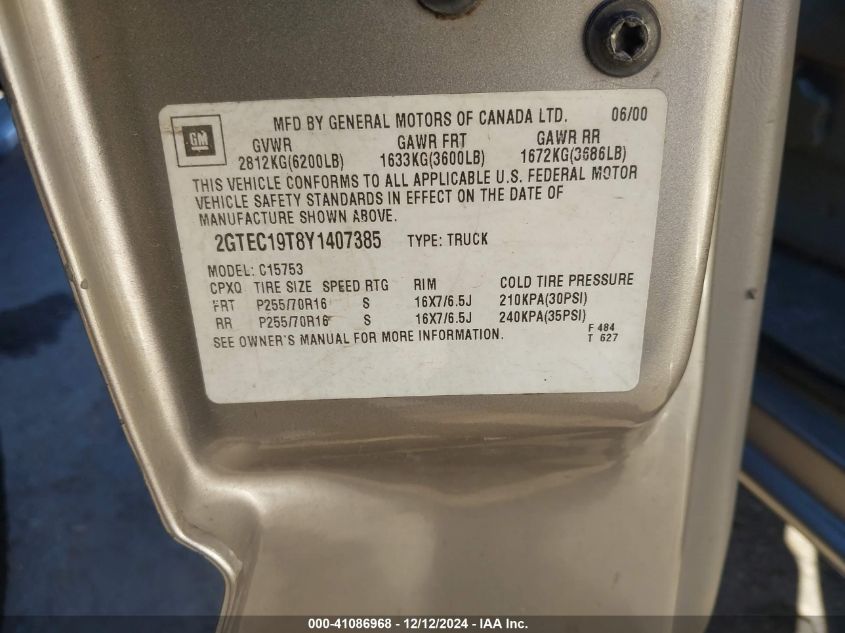 GM
MFD BY GENERAL MOTORS OF CANADA LTD. 06/00
GVWR GAWR FRT GAWR RR
2812KG(6200LB) 1633KG(3600LB) 1672KG(3686LB)
THIS VEHICLE CONFORMS TO ALL APPLICABLE U.S. FEDERAL MOTOR
VEHICLE SAFETY STANDARDS IN EFFECT ON THE DATE OF
MANUFACTURE SHOWN ABOVE.
2GTEC19T8Y1407385 TYPE: TRUCK
MODEL: C15753
CPXQ TIRE SIZE SPEED RTG RIM COLD TIRE PRESSURE
FRT P255/70R16 S 16X7/6.5J 210KPA(30PSI)
RR P255/70R16 S 16X7/6.5J 240KPA(35PSI)
SEE OWNER'S MANUAL FOR MORE INFORMATION.
F 484
T 627
000-41086968 - 12/12/2024 - IAA Inc.